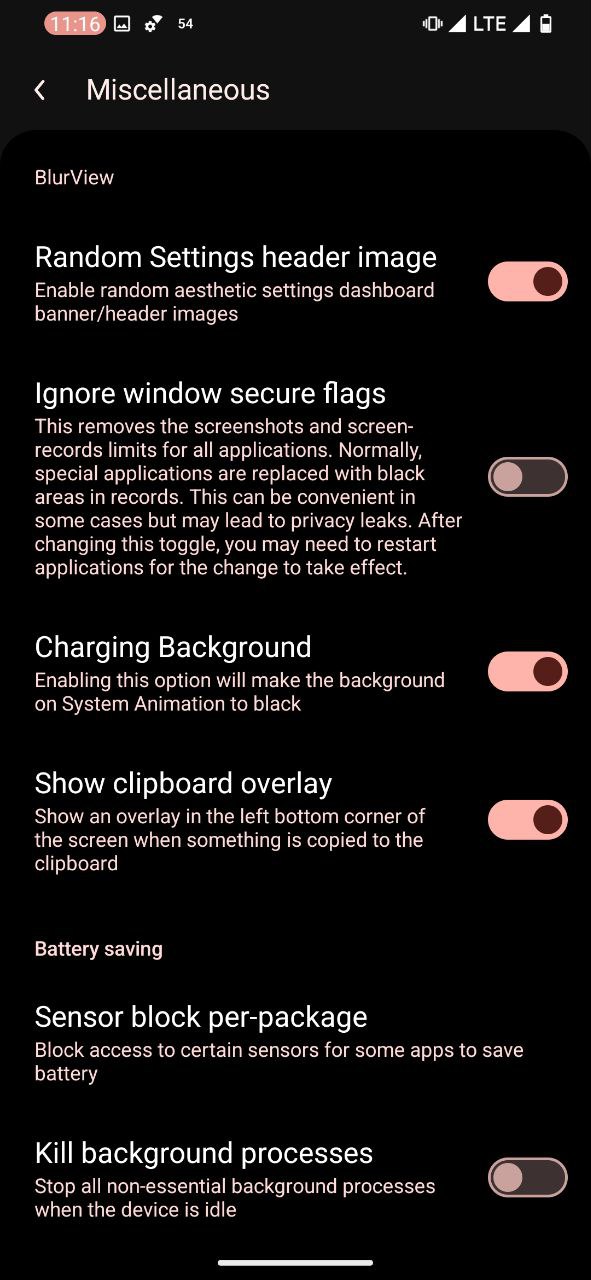 11:16 54 LTE
Miscellaneous
BlurView
Random Settings header image
Enable random aesthetic settings dashboard
banner/header images
Ignore window secure flags
This removes the screenshots and screen-
records limits for all applications. Normally,
special applications are replaced with black
areas in records. This can be convenient in
some cases but may lead to privacy leaks. After
changing this toggle, you may need to restart
applications for the change to take effect.
Charging Background
Enabling this option will make the background
on System Animation to black
Show clipboard overlay
Show an overlay in the left bottom corner of
the screen when something is copied to the
clipboard
Battery saving
Sensor block per-package
Block access to certain sensors for some apps to save
battery
Kill background processes
Stop all non-essential background processes
when the device is idle